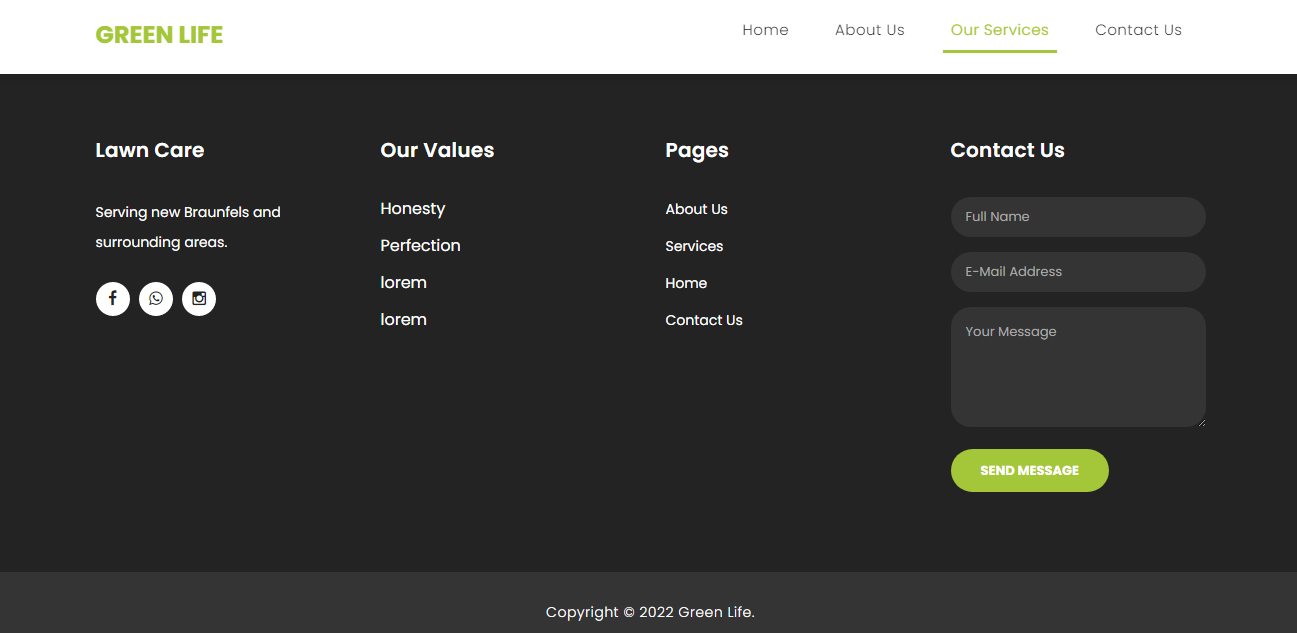 GREEN LIFE
Home
About Us
Our Services
Contact Us
Lawn Care
Serving new Braunfels and
surrounding areas.
Our Values
Honesty
Perfection
lorem
lorem
Pages
About Us
Services
Home
Contact Us
Contact Us
Full Name
E-Mail Address
Your Message
SEND MESSAGE
Copyright © 2022 Green Life.